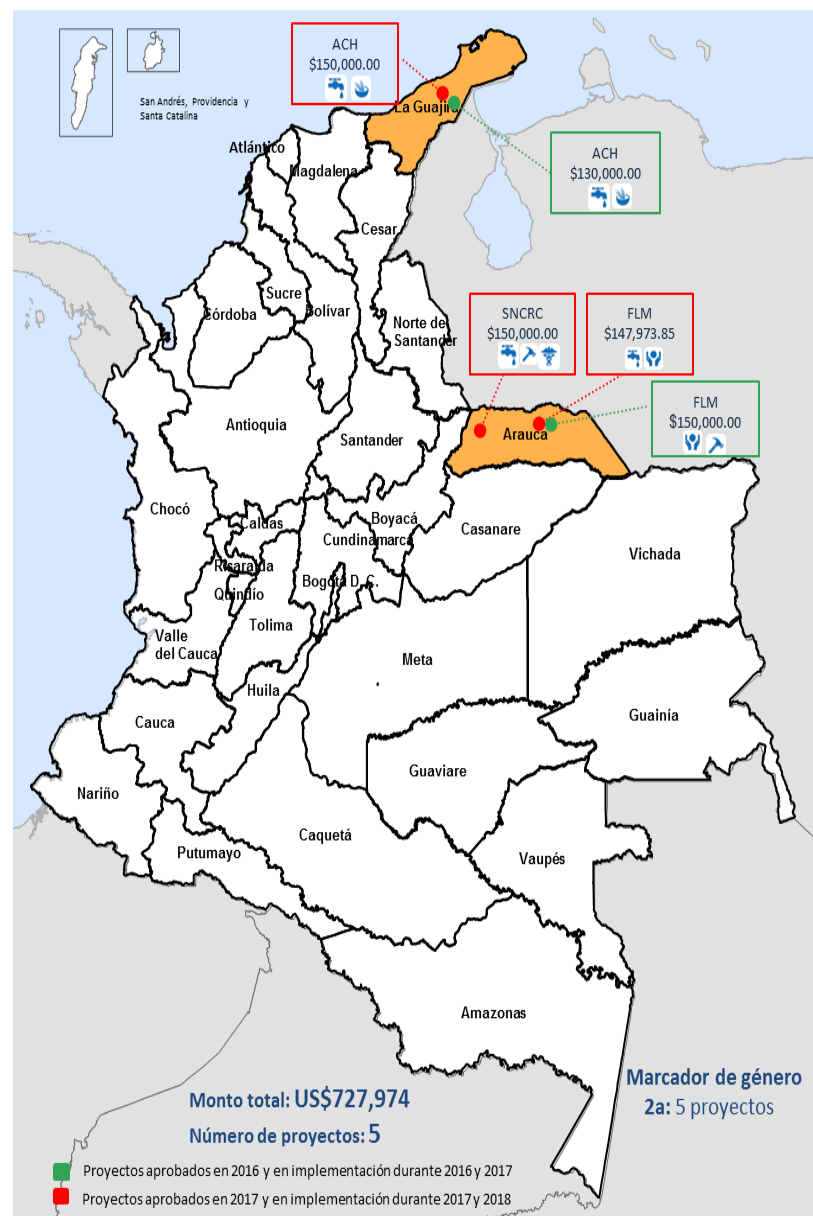 ACH
$150,000.00
San Andrés, Providencia y
Santa Catalina
La Guajira
Atlántico
Magdalena
ACH
$130,000.00
Cesar
Sucre
Córdoba
Bolívar
Norte de
Santander
SNCRC
$150,000.00
FLM
$147,973.85
FLM
$150,000.00
Antioquia
Santander
Arauca
Chocó
Caldas
Boyacá
Cundinamarca
Casanare
Vichada
Risaralda
Quindío
Bogotá D. C.
Tolima
Valle
del Cauca
Meta
Huila
Cauca
Guainía
Guaviare
Nariño
Caquetá
Putumayo
Vaupés
Amazonas
Monto total: US$727,974
Número de proyectos: 5
Marcador de género
2a: 5 proyectos
Proyectos aprobados en 2016 y en implementación durante 2016 y 2017
Proyectos aprobados en 2017 y en implementación durante 2017 y 2018